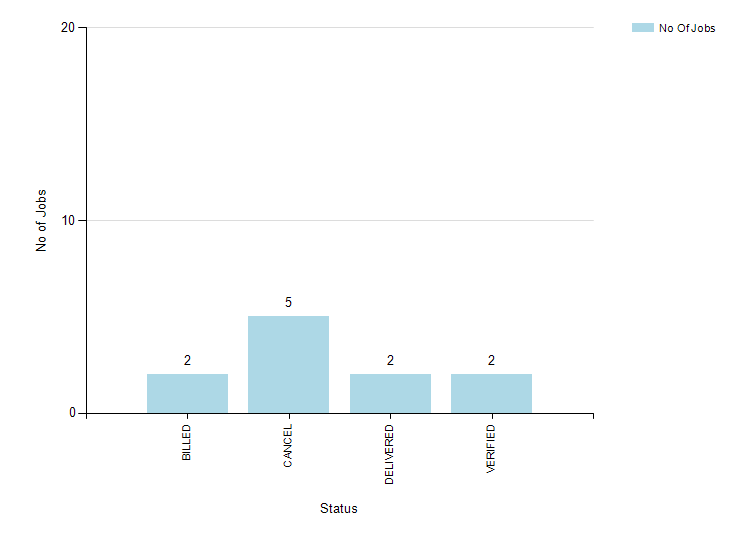 20
No Of Jobs
No of Jobs
10
5
2
2
2
0
BILLED
CANCEL
DELIVERED
VERIFIED
Status